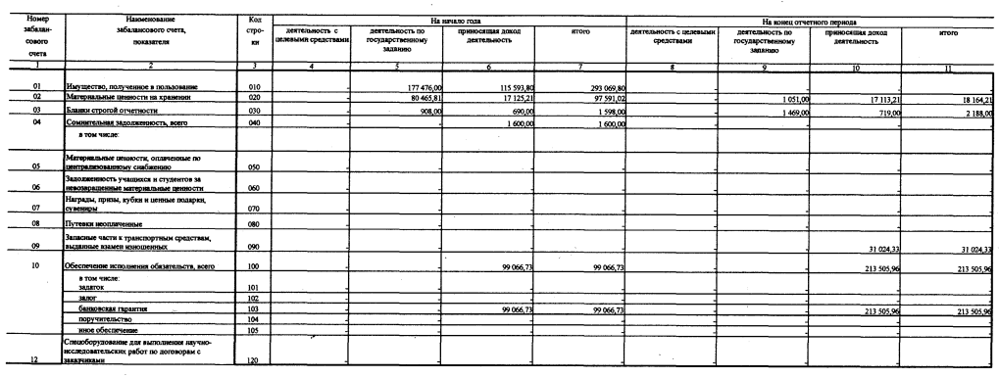 Номер забалан-сового счета | Наименование забалансового счета, показателя | Код стро-ки | На начало года | На конец отчетного периода
деятельность с целевыми средствами | деятельность по государственному заданию | приносящая доход деятельность | итого | деятельность с целевыми средствами | деятельность по государственному заданию | приносящая доход деятельность | итого
1 | 2 | 3 | 4 | 5 | 6 | 7 | 8 | 9 | 10 | 11
01 | Имущество, полученное в пользование | 010 | - | 177 476,00 | 115 593,80 | 293 069,80 | - | - | - | -
02 | Материальные ценности на хранении | 020 | - | 80 465,81 | 17 125,21 | 97 591,02 | - | 1 051,00 | 17 113,21 | 18 164,21
03 | Бланки строгой отчетности | 030 | - | 908,00 | 690,00 | 1 598,00 | - | 1 469,00 | 719,00 | 2 188,00
04 | Сомнительная задолженность, всего | 040 | - | - | 1 600,00 | 1 600,00 | - | - | - | -
в том числе:
05 | Материальные ценности, оплаченные по централизованному снабжению | 050 | - | - | - | - | - | - | - | -
06 | Задолженность учащихся и студентов за невозвращенные материальные ценности | 060 | - | - | - | - | - | - | - | -
07 | Награды, призы, кубки и ценные подарки, сувениры | 070 | - | - | - | - | - | - | - | -
08 | Путевки неоплаченные | 080 | - | - | - | - | - | - | - | -
09 | Запасные части к транспортным средствам, выданные взамен изношенных | 090 | - | - | - | - | - | - | 31 024,33 | 31 024,33
10 | Обеспечение исполнения обязательств, всего | 100 | - | - | 99 066,73 | 99 066,73 | - | - | 213 505,96 | 213 505,96
в том числе:
задаток | 101 | - | - | - | - | - | - | - | -
залог | 102 | - | - | - | - | - | - | - | -
банковская гарантия | 103 | - | - | 99 066,73 | 99 066,73 | - | - | 213 505,96 | 213 505,96
поручительство | 104 | - | - | - | - | - | - | - | -
иное обеспечение | 105 | - | - | - | - | - | - | - | -
12 | Спецоборудование для выполнения научно-исследовательских работ по договорам с заказчиками | 120 | - | - | - | - | - | - | - | -